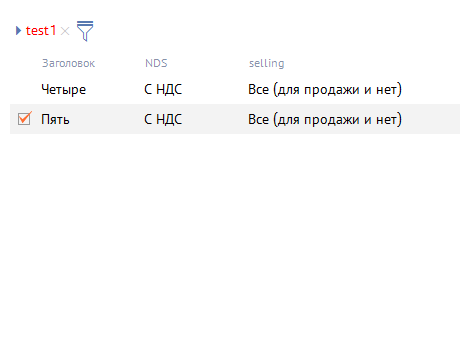 test1
Заголовок NDS selling
Четыре С НДС Все (для продажи и нет)
Пять С НДС Все (для продажи и нет)